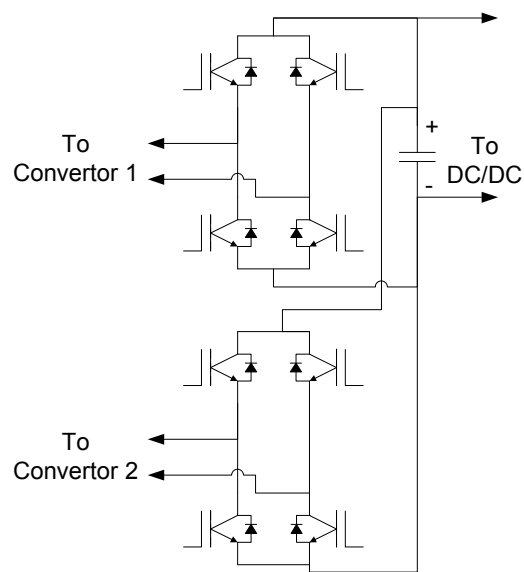 To
Convertor 1
+
To
DC/DC
-
To
Convertor 2